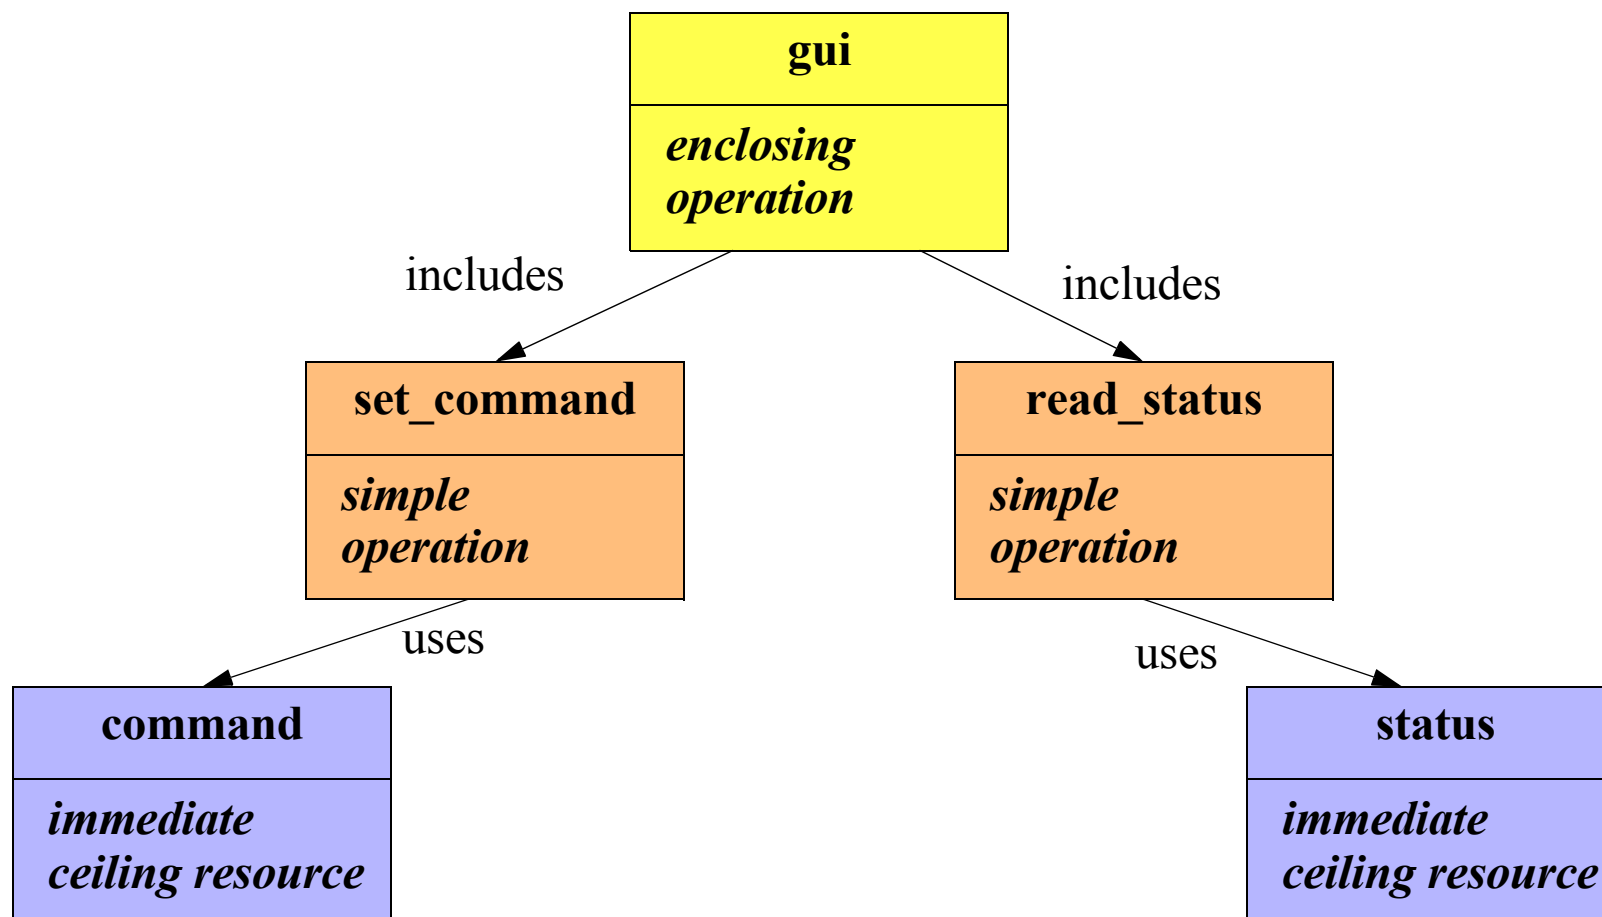 gui
enclosing
operation
includes
includes
set_command
simple
operation
read_status
simple
operation
uses
uses
command
immediate
ceiling resource
status
immediate
ceiling resource